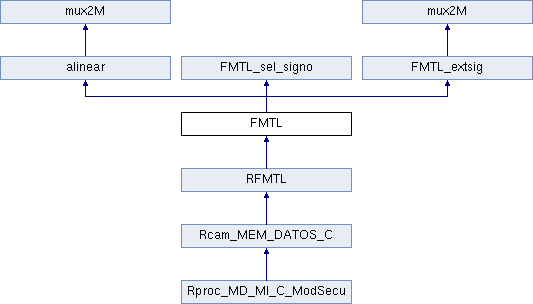 mux2M
mux2M
alinear
FMTL_sel_signo
FMTL_extsig
FMTL
RFMTL
Rcam_MEM_DATOS_C
Rproc_MD_MI_C_ModSecu